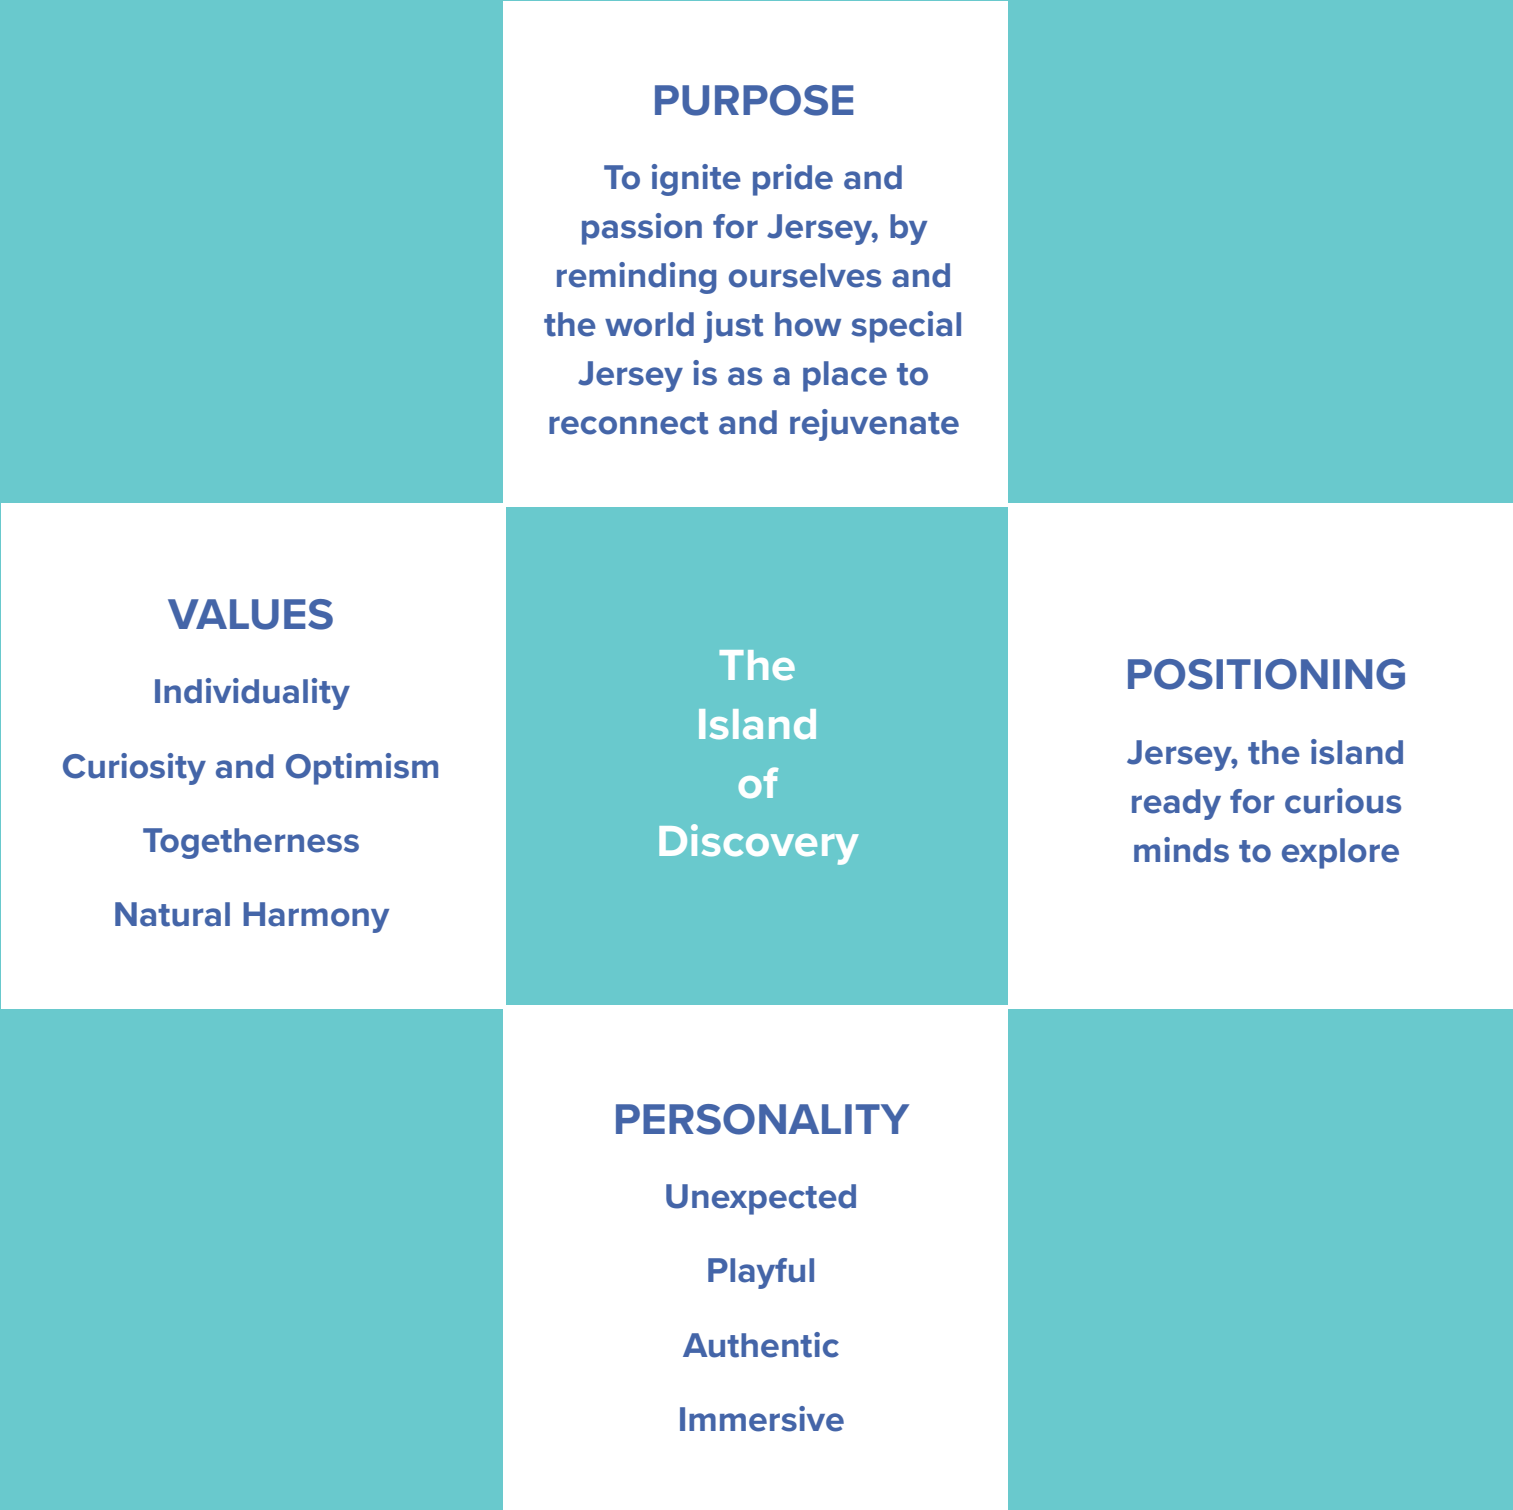 PURPOSE
To ignite pride and
passion for Jersey, by
reminding ourselves and
the world just how special
Jersey is as a place to
reconnect and rejuvenate
VALUES
Individuality
Curiosity and Optimism
Togetherness
Natural Harmony
The
Island
of
Discovery
POSITIONING
Jersey, the island
ready for curious
minds to explore
PERSONALITY
Unexpected
Playful
Authentic
Immersive